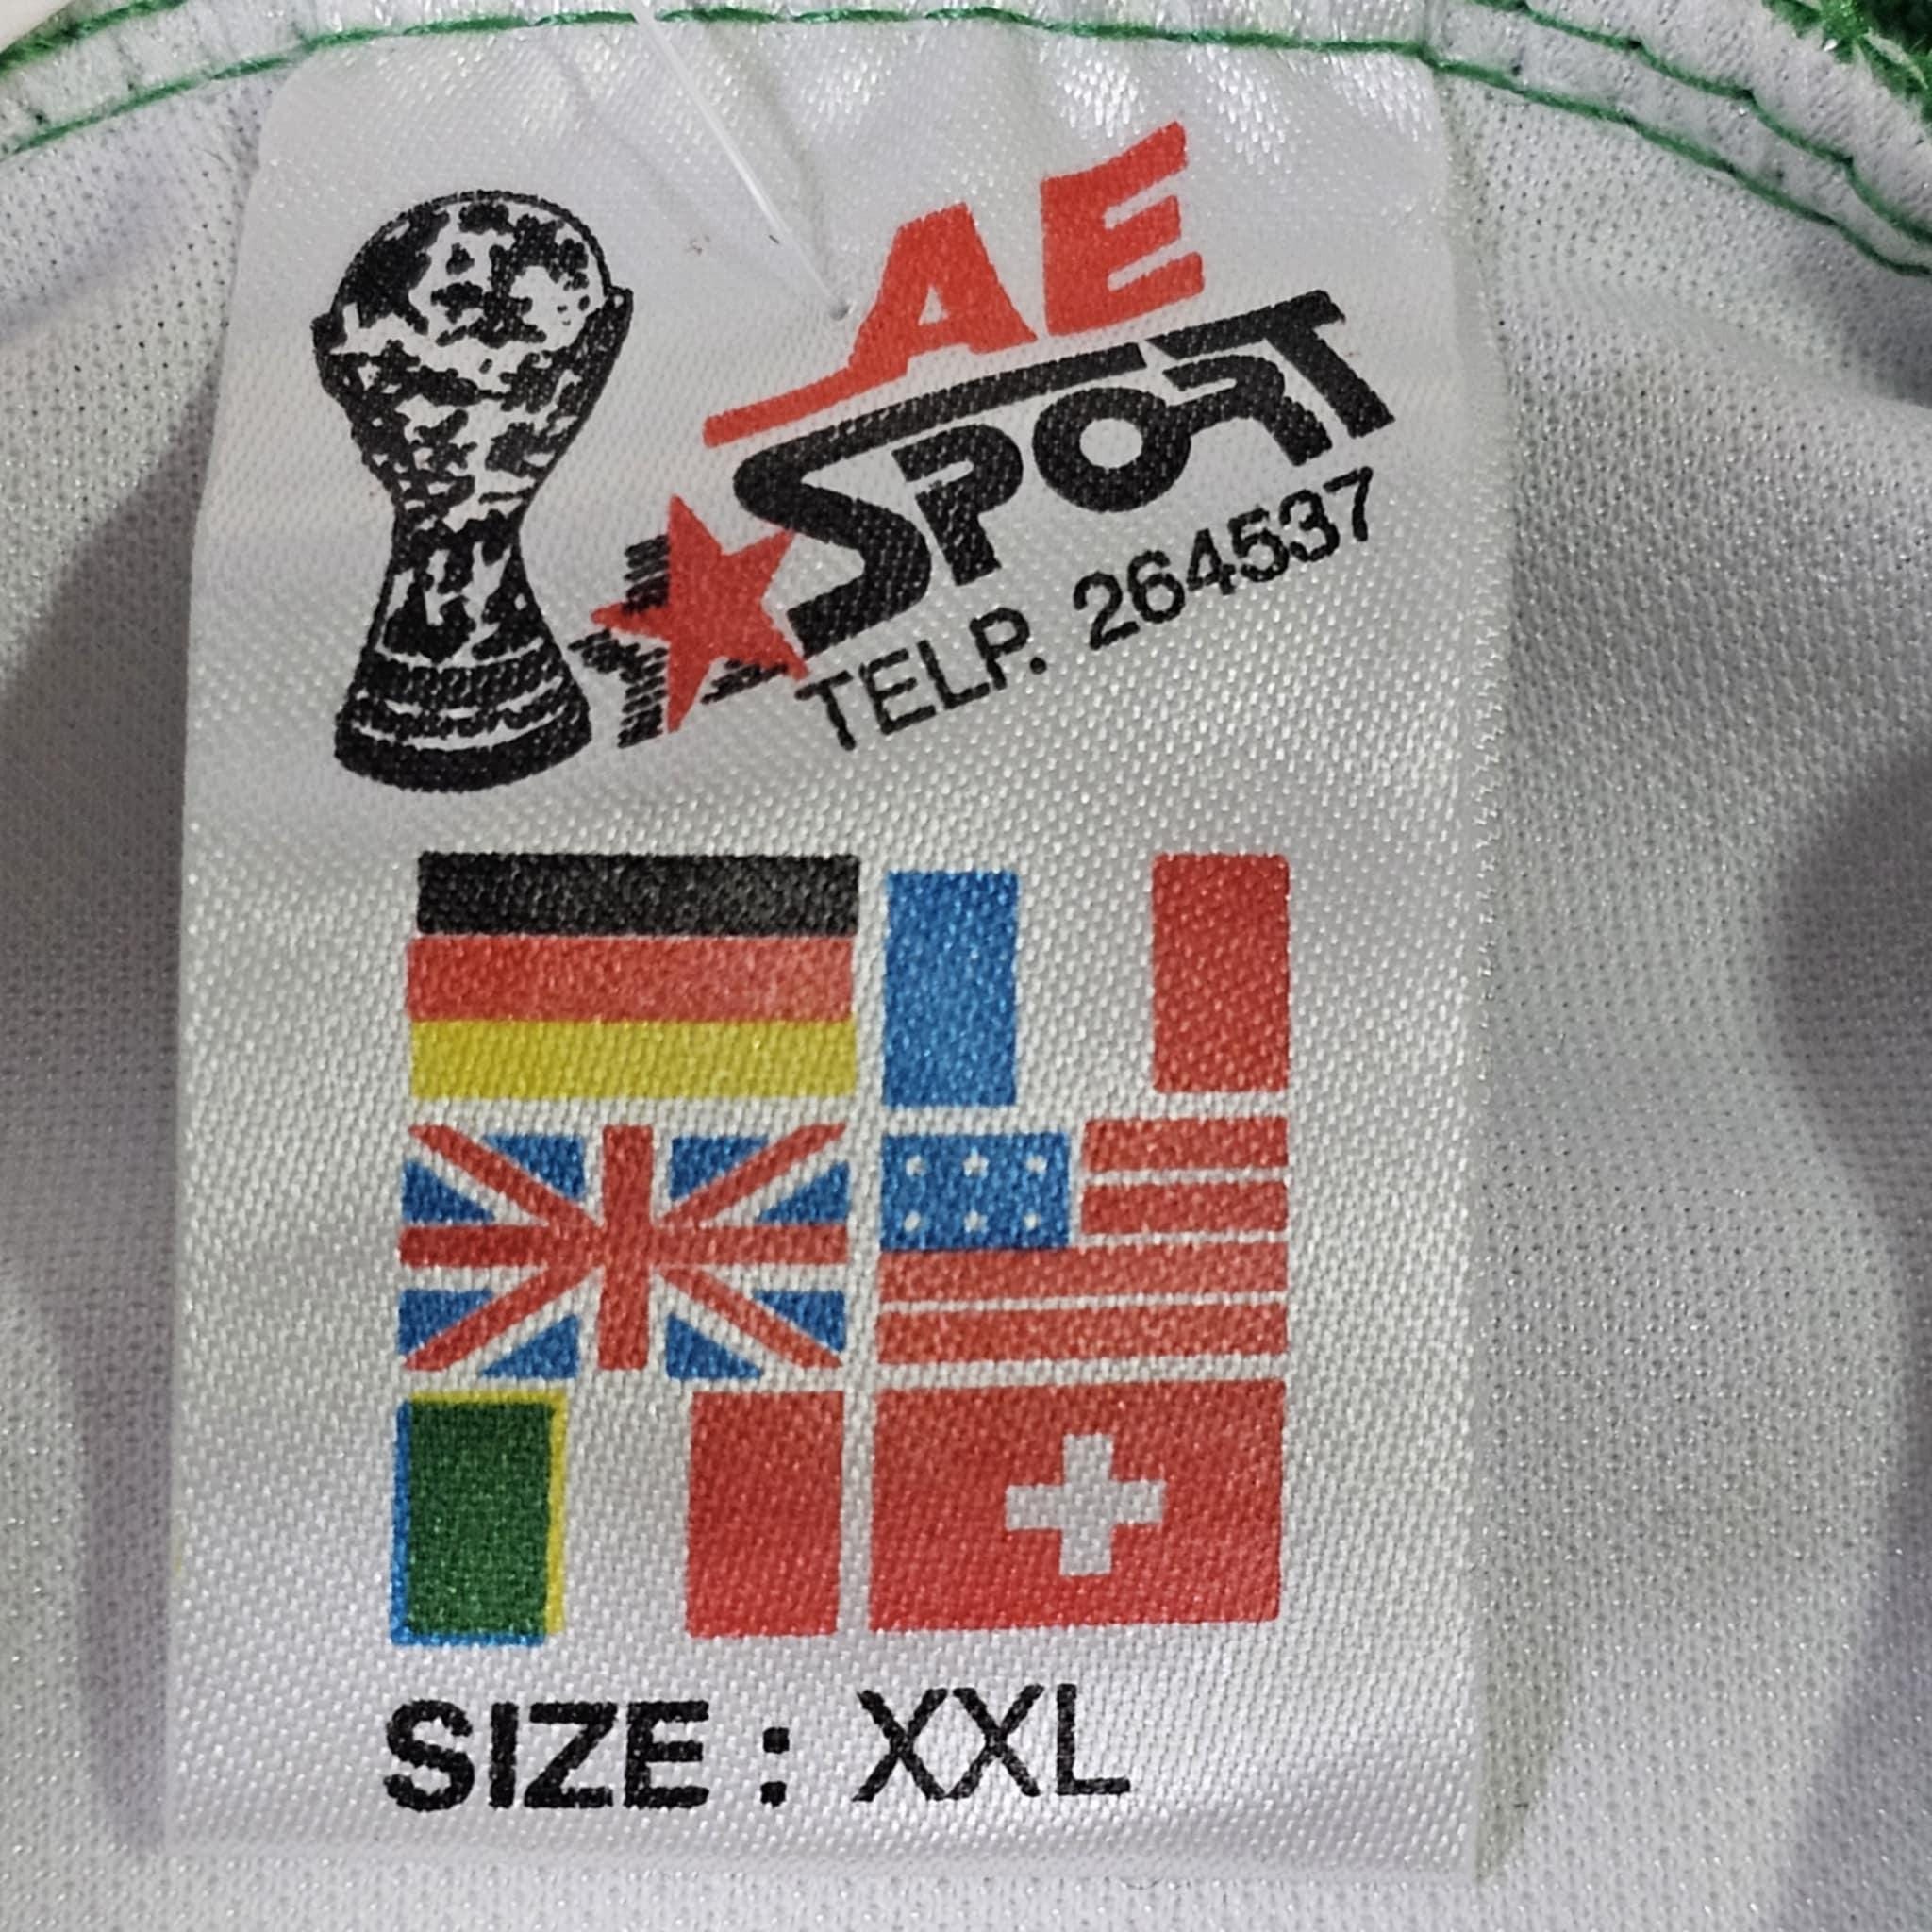 AE
SPORT
TELP. 264537
SIZE : XXL